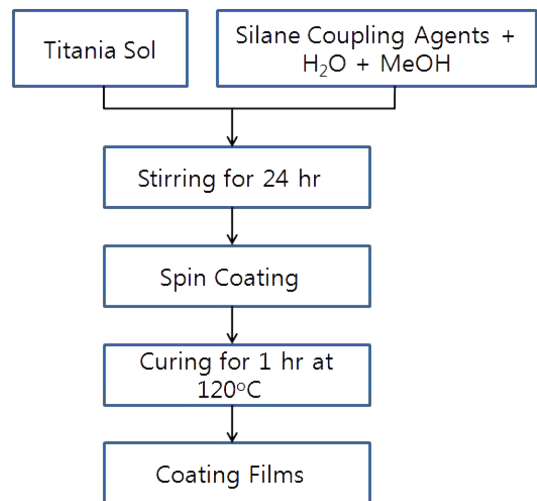 Titania Sol
Silane Coupling Agents +
H₂O + MeOH
Stirring for 24 hr
Spin Coating
Curing for 1 hr at
120°C
Coating Films